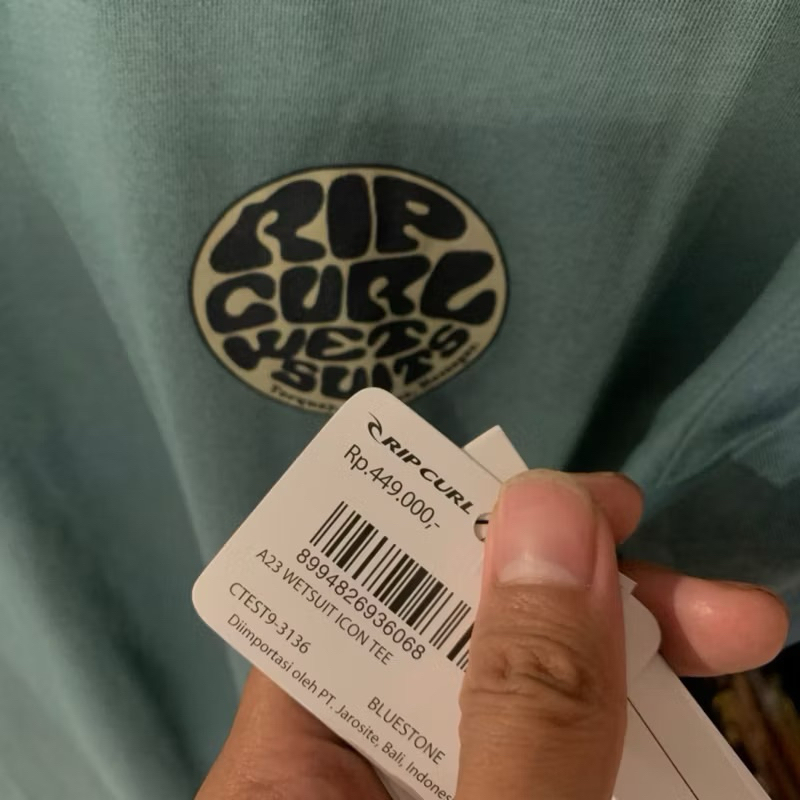 RIP
CURL
WETS
SUITS
RIP CURL
Rp.449.000,-
8994826936068
A23 WETSUIT ICON TEE
CTEST9-3136
BLUESTONE
Diimportasi oleh PT. Jarosite, Bali,